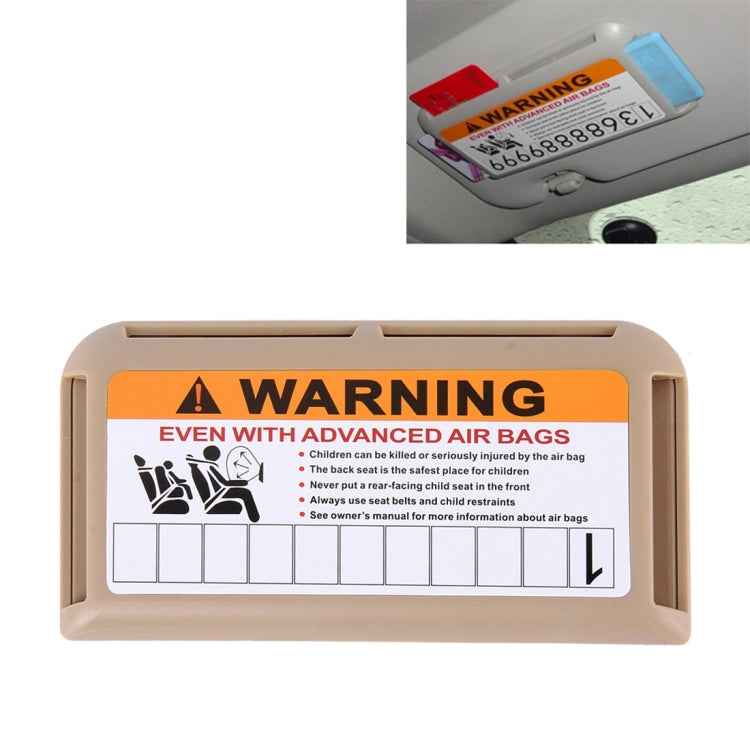 WARNING
EVEN WITH ADVANCED AIR BAGS
WARNING
EVEN WITH ADVANCED AIR BAGS
• Children can be killed or seriously injured by the air bag
• The back seat is the safest place for children
• Never put a rear-facing child seat in the front
• Always use seat belts and child restraints
• See owner's manual for more information about air bags
1